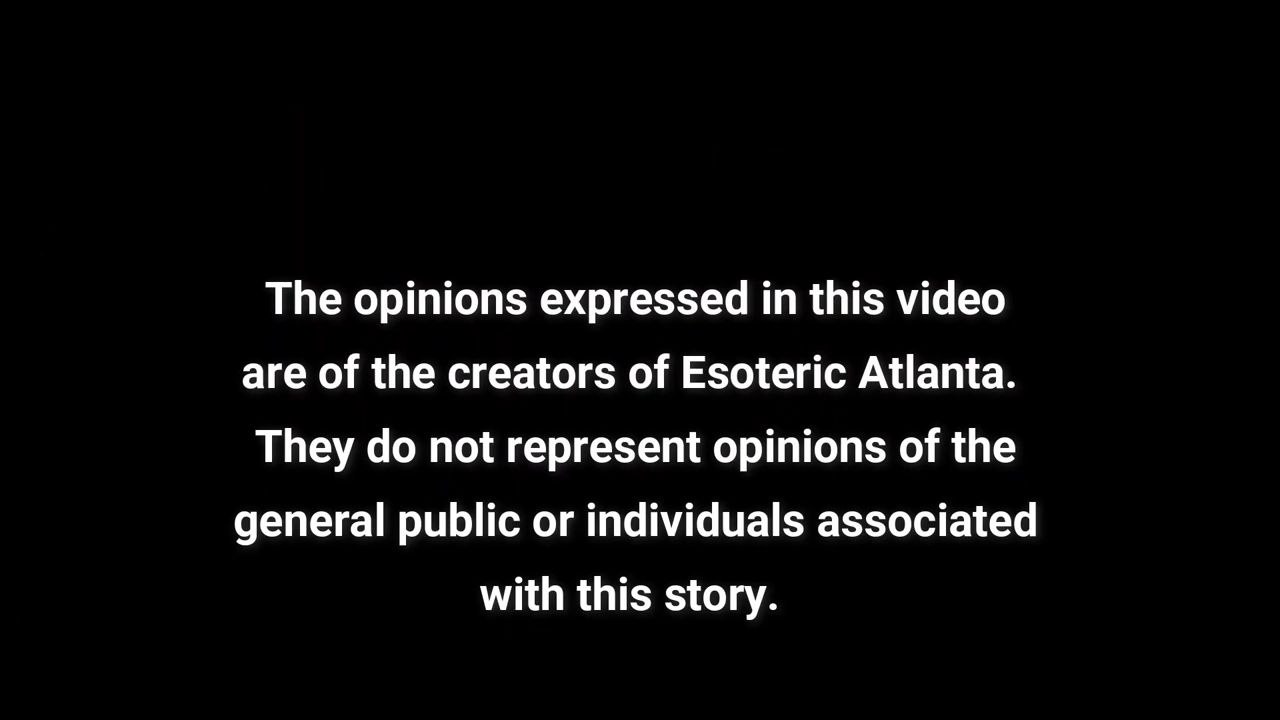 The opinions expressed in this video
are of the creators of Esoteric Atlanta.
They do not represent opinions of the
general public or individuals associated
with this story.